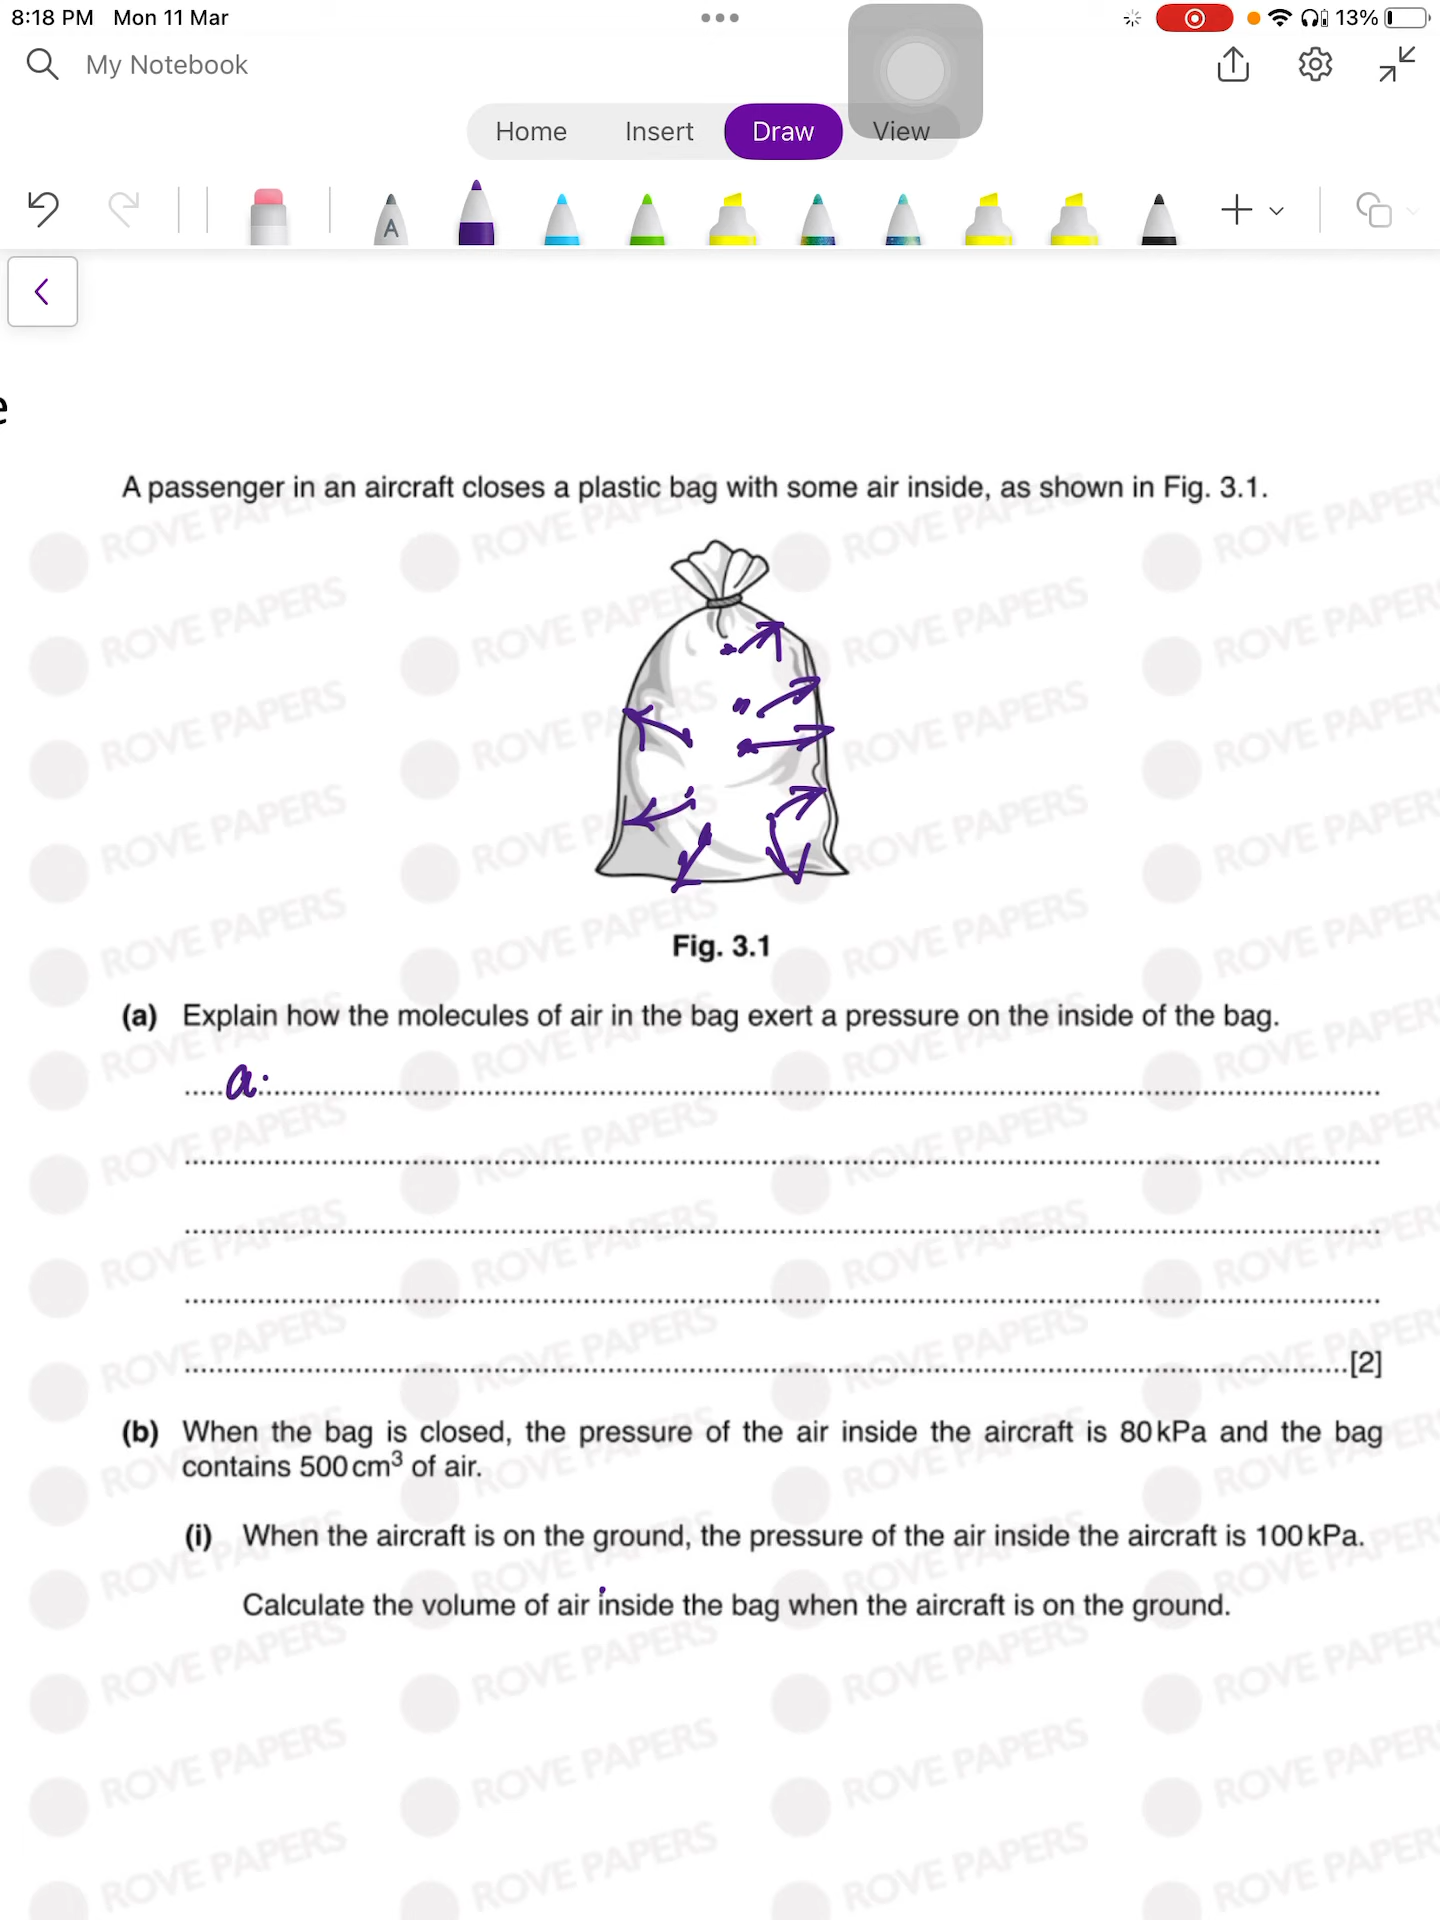 8:18 PM Mon 11 Mar
13%
My Notebook
Home Insert Draw View
A
e
A passenger in an aircraft closes a plastic bag with some air inside, as shown in Fig. 3.1.
Fig. 3.1
(a) Explain how the molecules of air in the bag exert a pressure on the inside of the bag.
a:
[2]
(b) When the bag is closed, the pressure of the air inside the aircraft is 80 kPa and the bag
contains 500 cm³ of air.
(i) When the aircraft is on the ground, the pressure of the air inside the aircraft is 100 kPa.
Calculate the volume of air inside the bag when the aircraft is on the ground.
ROVE PAPERS